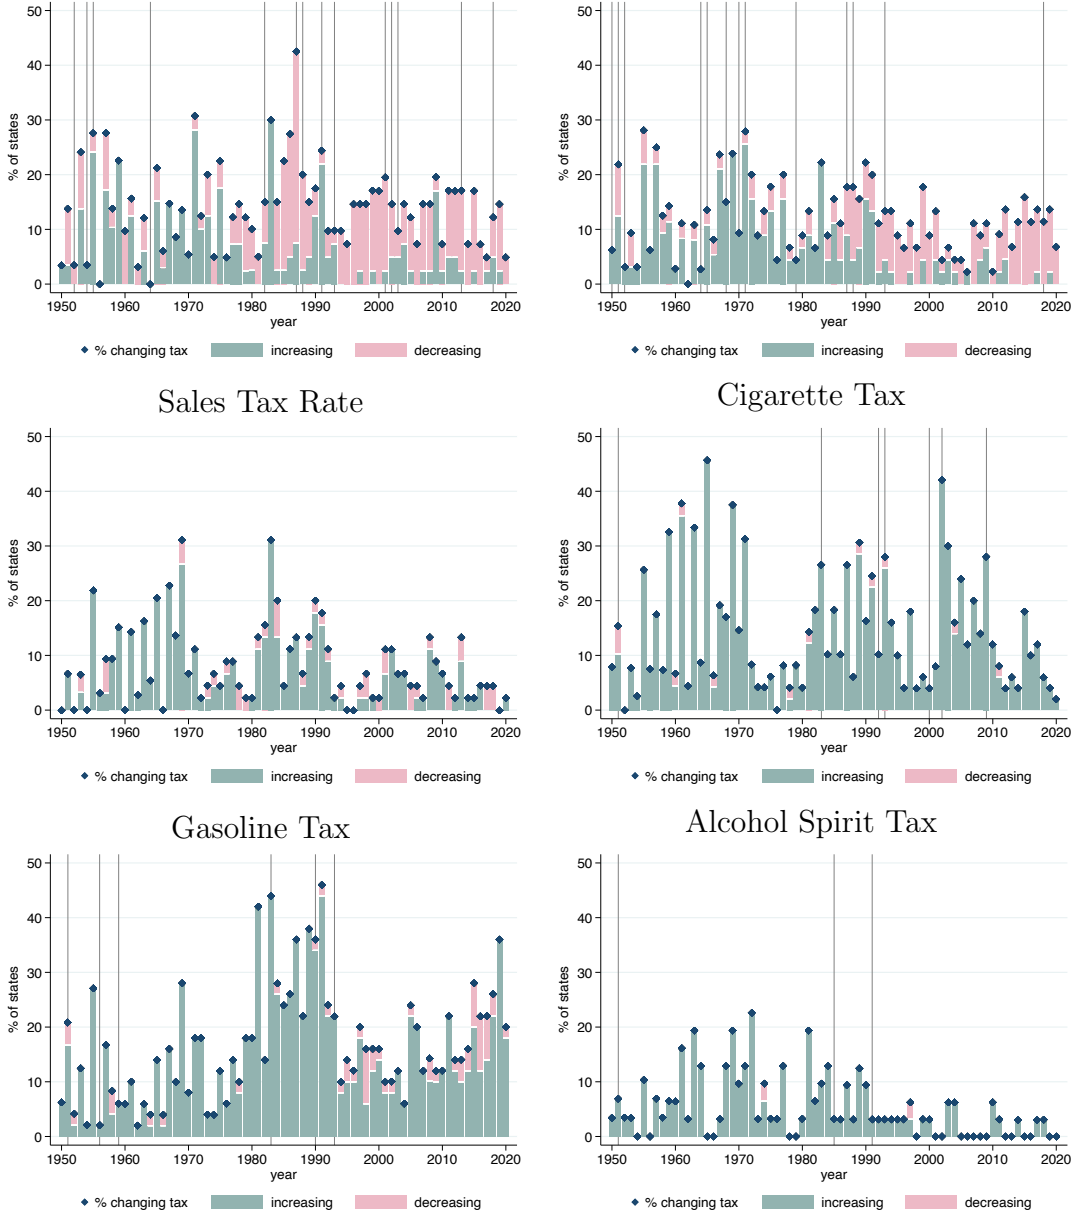 50
40
30
20
10
0
% of states
1950 1960 1970 1980 1990 2000 2010 2020
year
% changing tax increasing decreasing
50
40
30
20
10
0
% of states
1950 1960 1970 1980 1990 2000 2010 2020
year
% changing tax increasing decreasing
Sales Tax Rate
50
40
30
20
10
0
% of states
1950 1960 1970 1980 1990 2000 2010 2020
year
% changing tax increasing decreasing
Cigarette Tax
50
40
30
20
10
0
% of states
1950 1960 1970 1980 1990 2000 2010 2020
year
% changing tax increasing decreasing
Gasoline Tax
50
40
30
20
10
0
% of states
1950 1960 1970 1980 1990 2000 2010 2020
year
% changing tax increasing decreasing
Alcohol Spirit Tax
50
40
30
20
10
0
% of states
1950 1960 1970 1980 1990 2000 2010 2020
year
% changing tax increasing decreasing